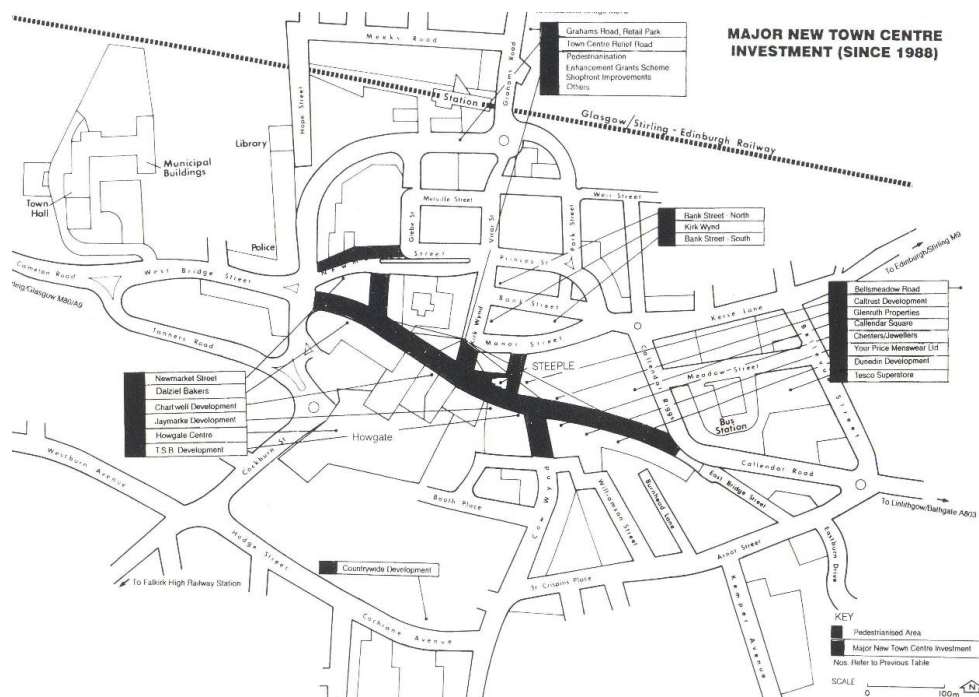 MAJOR NEW TOWN CENTRE
INVESTMENT (SINCE 1988)
Grahams Road, Retail Park
Town Centre Relief Road
Pedestrianisation
Enhancement Grants Scheme
Shopfront Improvements
Others
Meeks Road
Hope Street
Grahams Road
Station
Glasgow/Stirling - Edinburgh Railway
Library
Municipal
Buildings
Town
Hall
Police
Melville Street
Glebe St
Vicar St
Park Street
Weir Street
Bank Street - North
Kirk Wynd
Bank Street - South
Street
Princes St
Camelon Road
West Bridge Street
Tanners Road
Bank Street
Kirk Wynd
Manor Street
STEEPLE
Kerse Lane
To Edinburgh/Stirling M9
Callendar Riggs
Meadow Street
Bus
Station
Street
Bellsmeadow Road
Caltrust Development
Glenruth Properties
Callendar Square
Chesters/Jewellers
Your Price Menswear Ltd
Dunedin Development
Tesco Superstore
Newmarket Street
Dalziel Bakers
Chartwell Development
Jaymarke Development
Howgate Centre
T.S.B. Development
Howgate
Cockburn St
Westburn Avenue
Booth Place
Cow Wynd
Williamson Street
Burnhead Lane
East Bridge Street
Callendar Road
To Linlithgow/Bathgate A803
Hodge Street
Arnot Street
Eastburn Drive
To Falkirk High Railway Station
Countrywide Development
St Crispins Place
Cochrane Avenue
Kemper Avenue
KEY
Pedestrianised Area
Major New Town Centre Investment
Nos. Refer to Previous Table
SCALE
0 100m
N